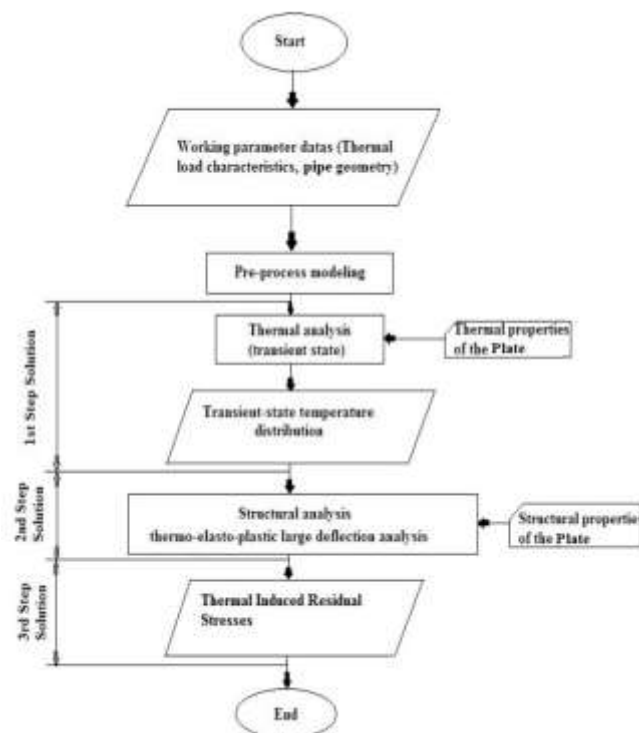 Start
Working parameter datas (Thermal
load characteristics, pipe geometry)
Pre-process modeling
1st Step Solution
Thermal analysis
(transient state)
Thermal properties
of the Plate
Transient-state temperature
distribution
2nd Step
Solution
Structural analysis
thermo-elasto-plastic large deflection analysis
Structural properties
of the Plate
3rd Step
Solution
Thermal Induced Residual
Stresses
End